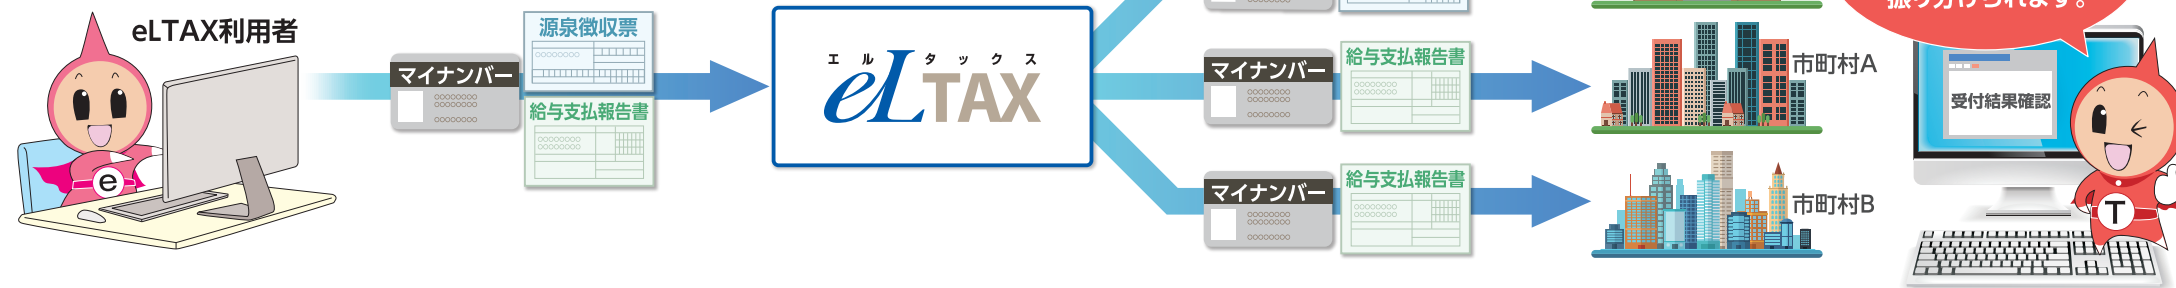 eLTAX利用者
マイナンバー
源泉徴収票
給与支払報告書
エルタックス
eLTAX
マイナンバー
給与支払報告書
市町村A
マイナンバー
給与支払報告書
市町村B
受付結果確認
e
T